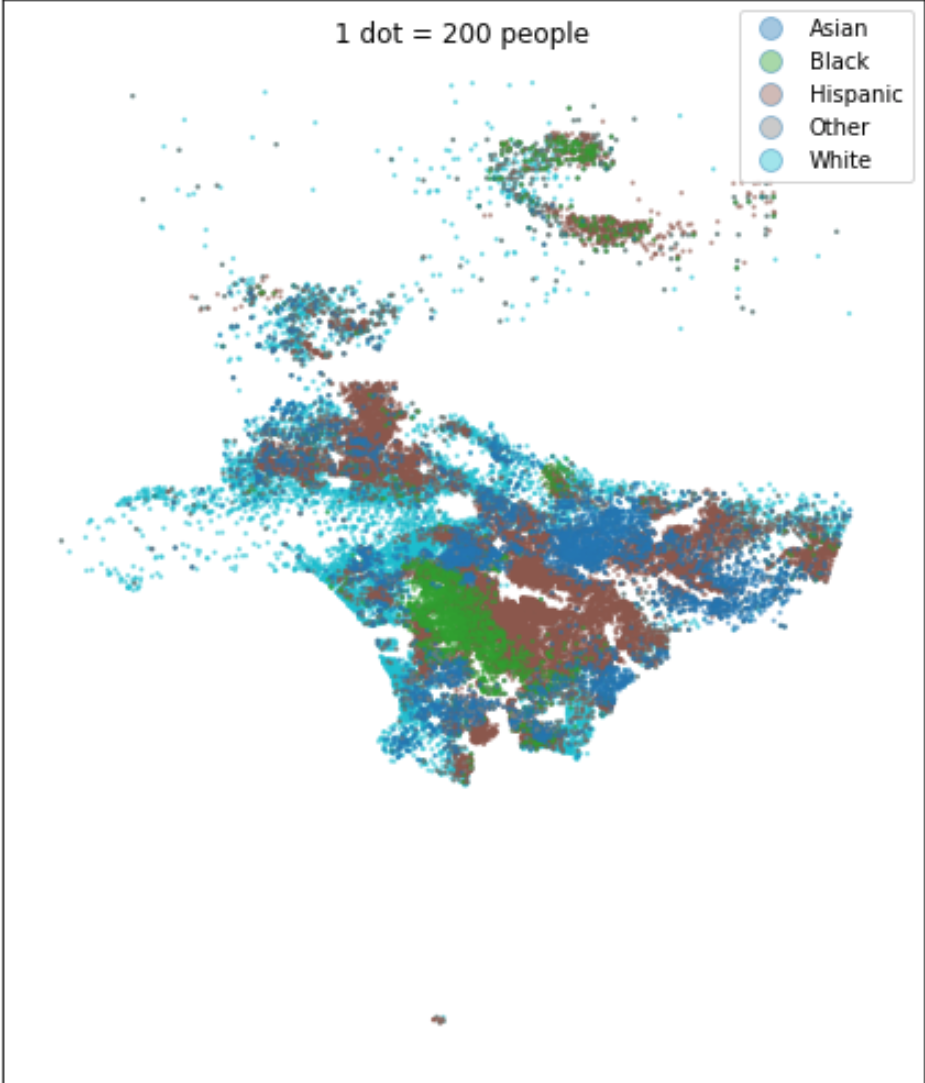 1 dot = 200 people
Asian
Black
Hispanic
Other
White